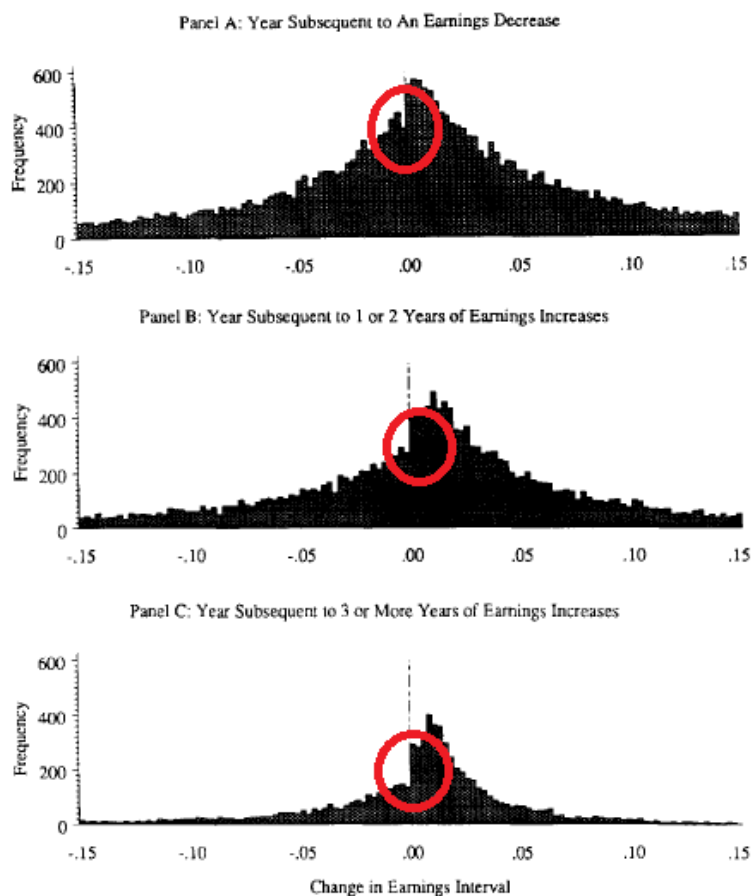 Panel A: Year Subsequent to An Earnings Decrease
600
400
200
0
Frequency
-.15 -.10 -.05 .00 .05 .10 .15
Panel B: Year Subsequent to 1 or 2 Years of Earnings Increases
600
400
200
0
Frequency
-.15 -.10 -.05 .00 .05 .10 .15
Panel C: Year Subsequent to 3 or More Years of Earnings Increases
600
400
200
0
Frequency
-.15 -.10 -.05 .00 .05 .10 .15
Change in Earnings Interval